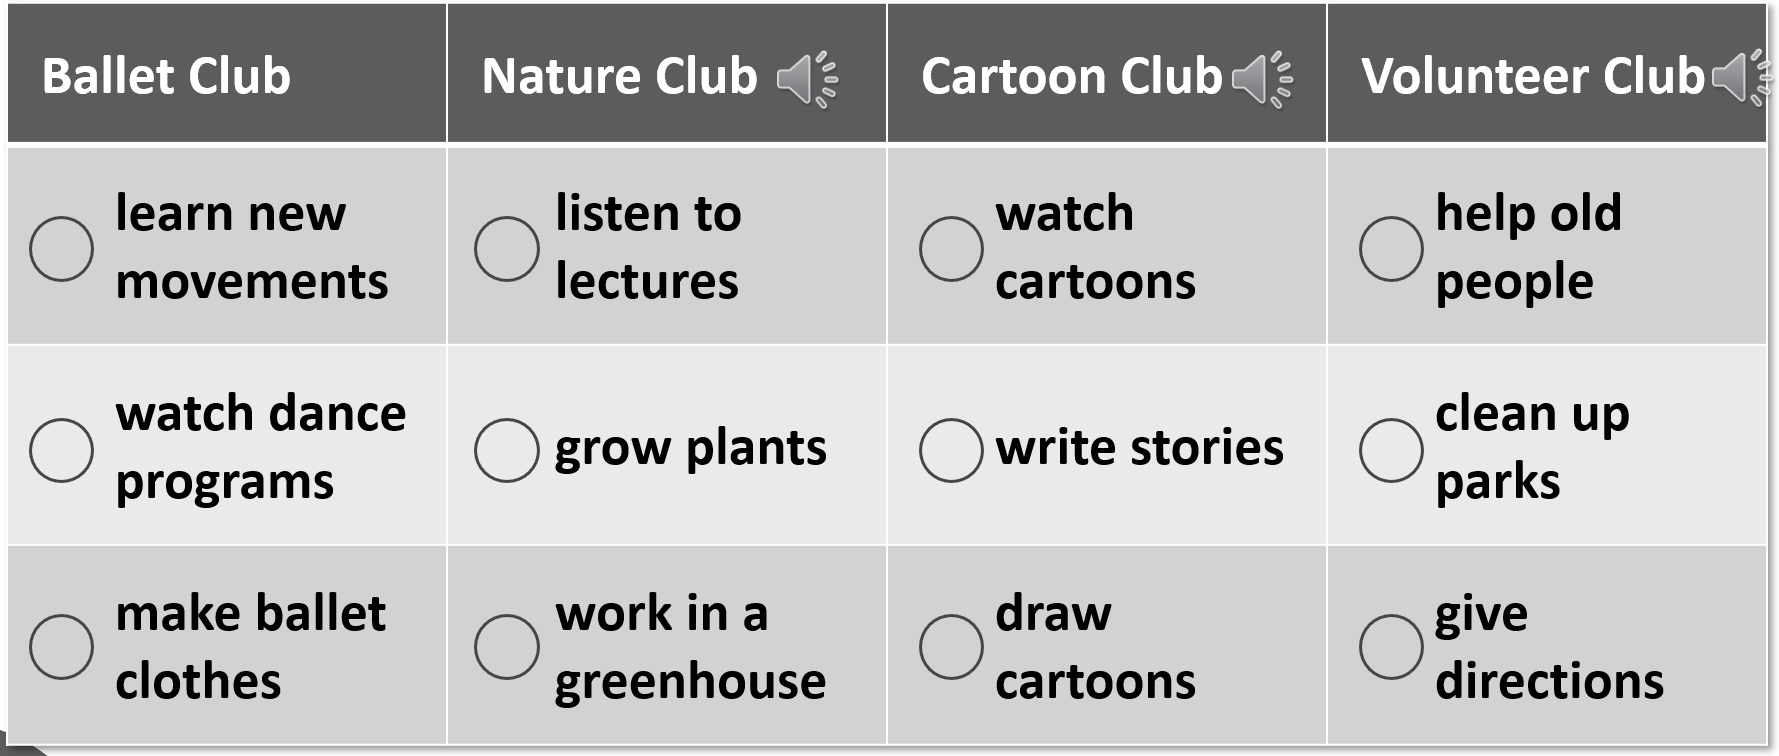 Ballet Club
Nature Club
Cartoon Club
Volunteer Club
learn new
movements
listen to
lectures
watch
cartoons
help old
people
watch dance
programs
grow plants
write stories
clean up
parks
make ballet
clothes
work in a
greenhouse
draw
cartoons
give
directions